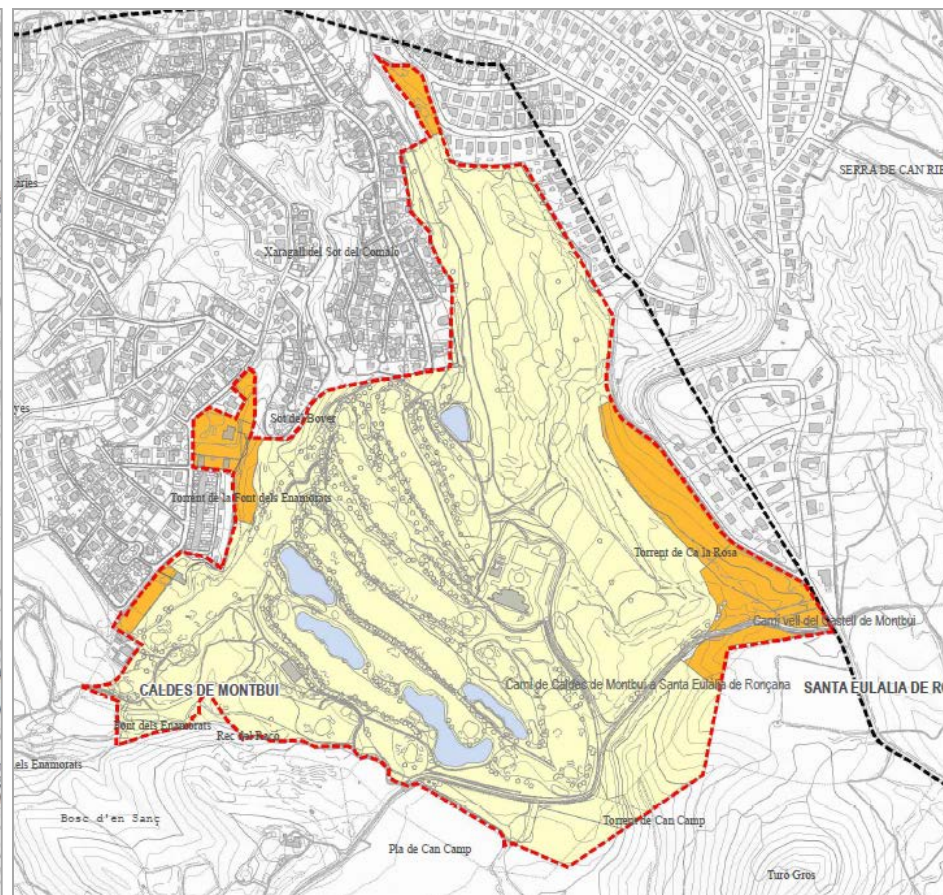 SERRA DE CAN RIE
aries
Xaragall del Sot del Comalo
yes
Sot del Bover
Torrent de la Font dels Enamorats
Torrent de Ca la Rosa
Camí vell del Castell de Montbui
Camí de Caldes de Montbui a Santa Eulàlia de Ronçana
CALDES DE MONTBUI
SANTA EULALIA DE RO
Font dels Enamorats
Rec del Racó
els Enamorats
Bosc d'en Sanç
Torrent de Can Camp
Pla de Can Camp
Turó Gros